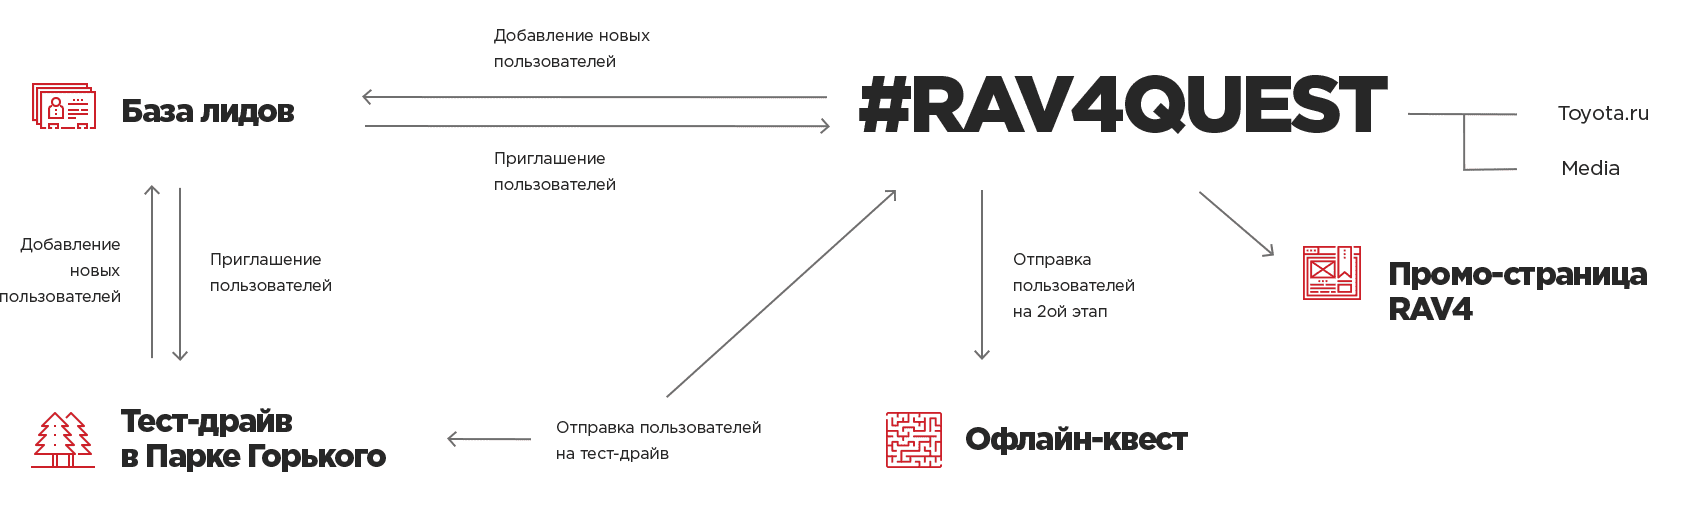 Добавление новых
пользователей
База лидов
#RAV4QUEST
Toyota.ru
Media
Приглашение
пользователей
Добавление
новых
пользователей
Приглашение
пользователей
Отправка
пользователей
на 2ой этап
Промо-страница
RAV4
Тест-драйв
в Парке Горького
Отправка пользователей
на тест-драйв
Офлайн-квест